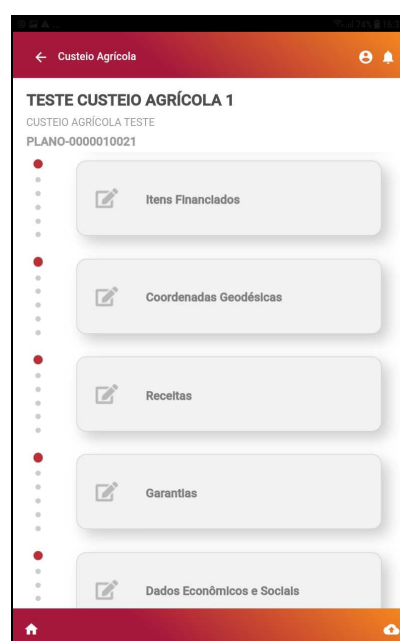 Custeio Agrícola
TESTE CUSTEIO AGRÍCOLA 1
CUSTEIO AGRÍCOLA TESTE
PLANO-0000010021
Itens Financiados
Coordenadas Geodésicas
Receitas
Garantias
Dados Econômicos e Sociais